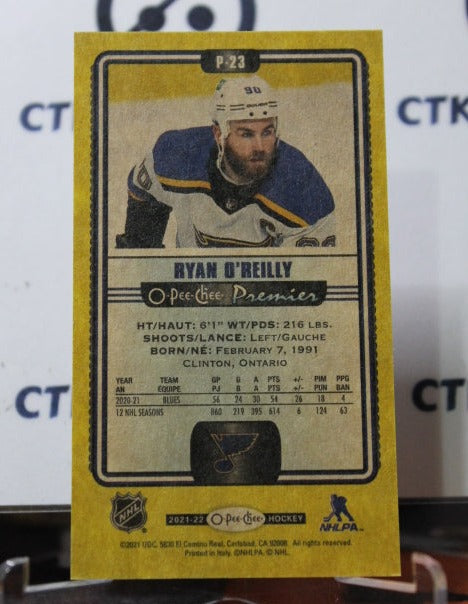 P-23
CTK
CTK
90
BAUER
C
RYAN O'REILLY
O-Pee-Chee Premier
HT/HAUT: 6'1" WT/PDS: 216 LBS.
SHOOTS/LANCE: LEFT/GAUCHE
BORN/NÉ: FEBRUARY 7, 1991
CLINTON, ONTARIO
YEAR TEAM GP G A PTS +/- PIM PPG
AN ÉQUIPE PJ B A PTS +/- PUN BAN
2020-21 BLUES 56 24 30 54 26 18 4
12 NHL SEASONS 860 219 395 614 6 124 63
CTK
NHL
2021-22 O-Pee-Chee HOCKEY
NHLPA
©2021 UDC, 5830 El Camino Real, Carlsbad, CA 92008. All rights reserved.
Printed in Italy. ©NHLPA. © NHL.